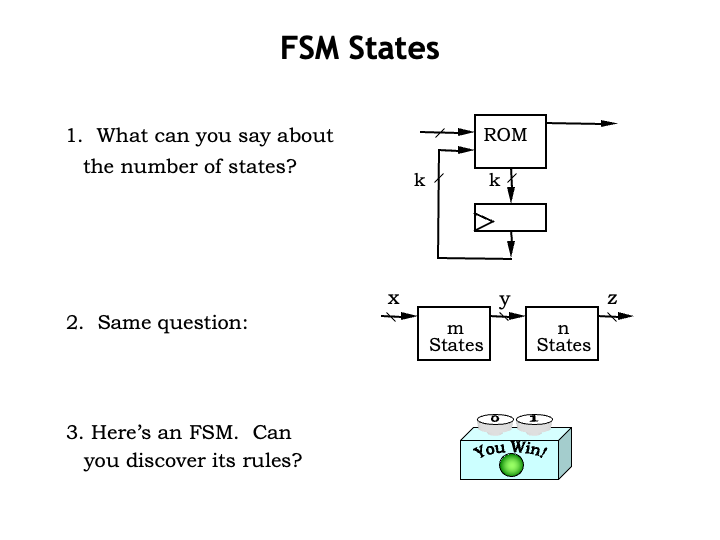 FSM States
1. What can you say about
the number of states?
ROM
k
k
2. Same question:
x
y
z
m
States
n
States
3. Here's an FSM. Can
you discover its rules?
0
1
You Win!